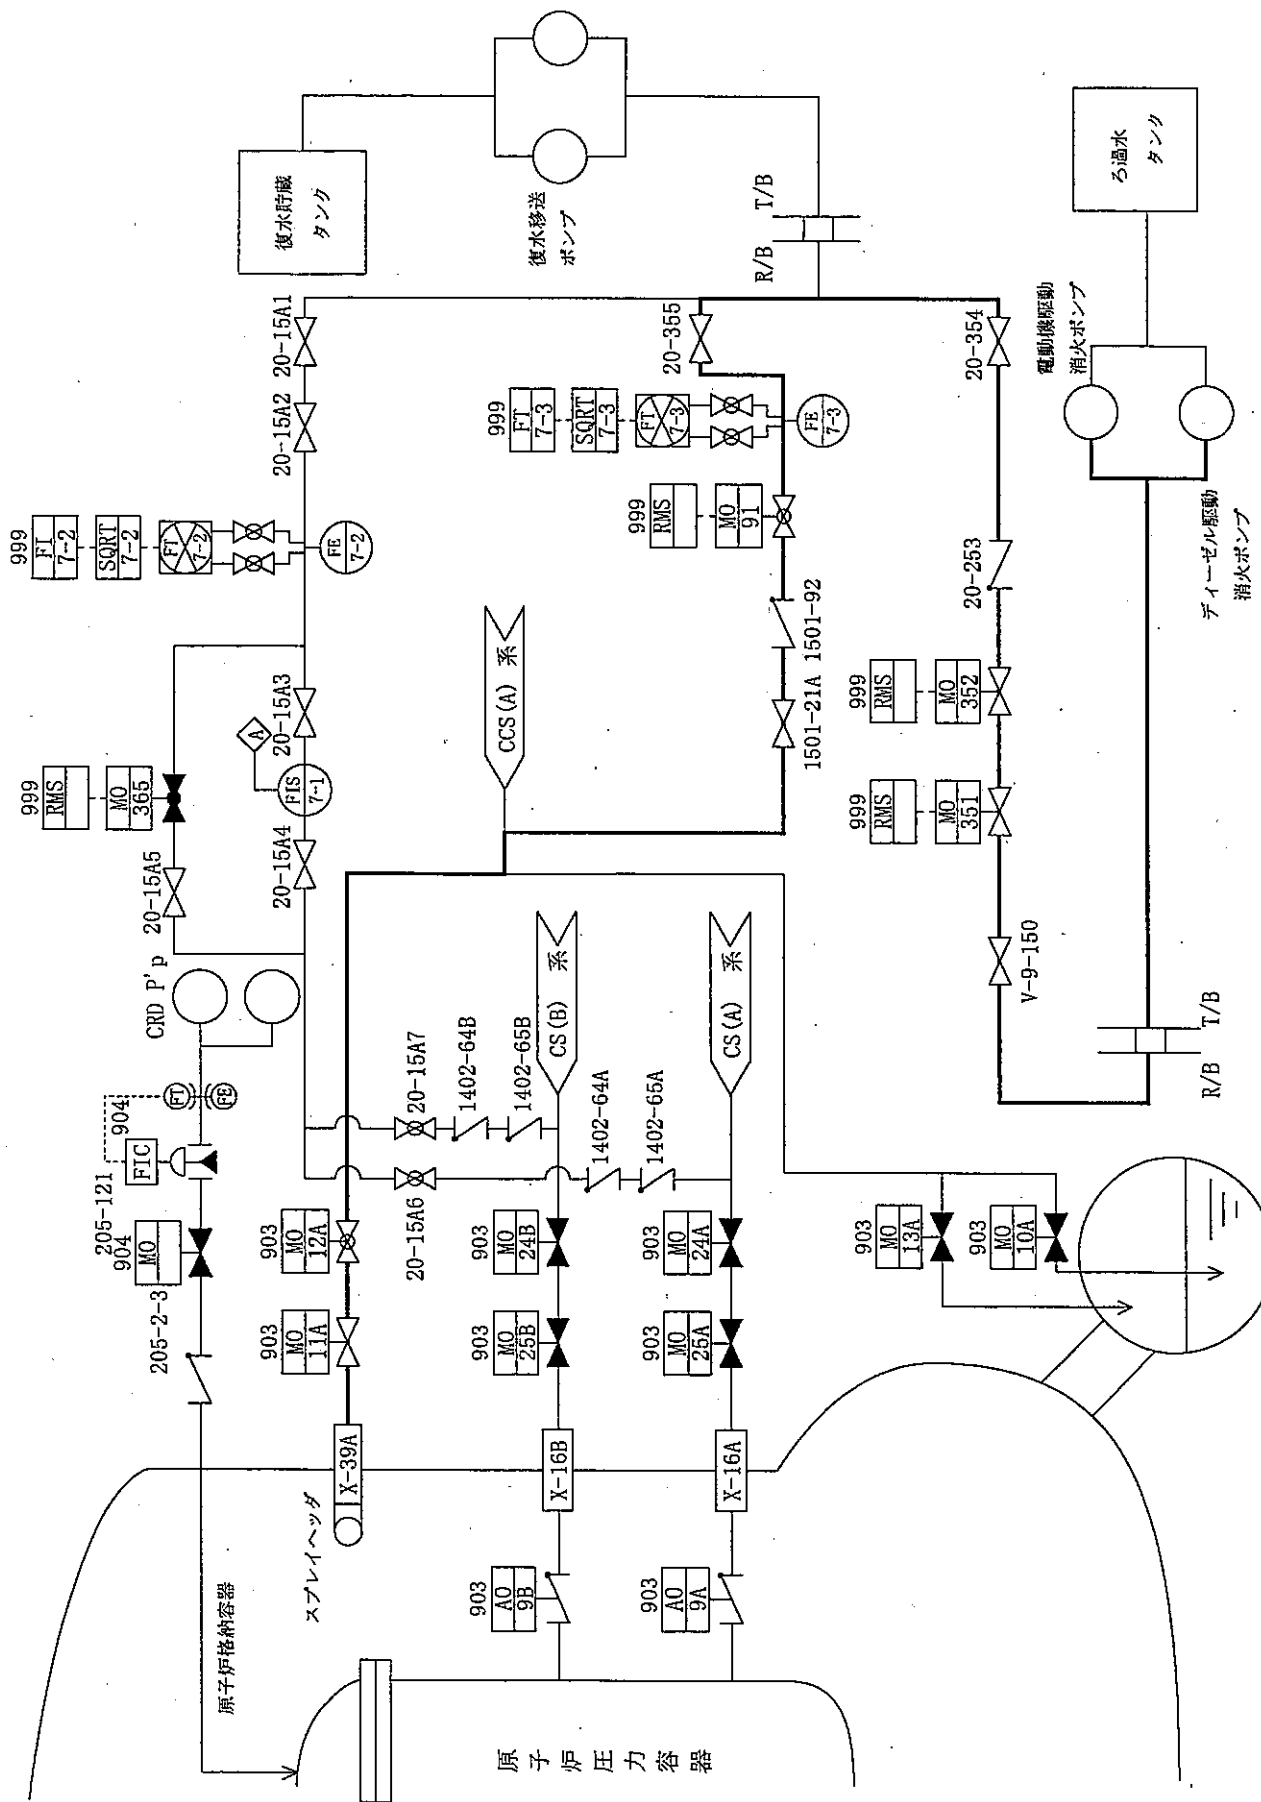 復水貯蔵
タンク
復水移送
ポンプ
R/B T/B
ろ過水
タンク
電動機駆動
消火ポンプ
ディーゼル駆動
消火ポンプ
R/B T/B
20-15A1
20-15A2
999
FI
7-2
SQRT
7-2
FT
7-2
FE
7-2
999
RMS
MO
365
20-15A5
20-15A3
A
FIS
7-1
20-15A4
20-355
999
FT
7-3
SQRT
7-3
FT
7-3
FE
7-3
999
RMS
MO
91
1501-92
1501-21A
CCS(A) 系
20-354
20-253
999
RMS
MO
352
999
RMS
MO
351
V-9-150
CRD P'p
FT
FE
904
FIC
205-121
904
MO
205-2-3
20-15A7
1402-64B
1402-65B
CS(B) 系
20-15A6
1402-64A
1402-65A
CS(A) 系
903
MO
12A
903
MO
11A
903
MO
24B
903
MO
25B
903
MO
24A
903
MO
25A
903
MO
13A
903
MO
10A
X-39A
スプレイヘッダ
X-16B
X-16A
903
AO
9B
903
AO
9A
原子炉格納容器
原子炉圧力容器